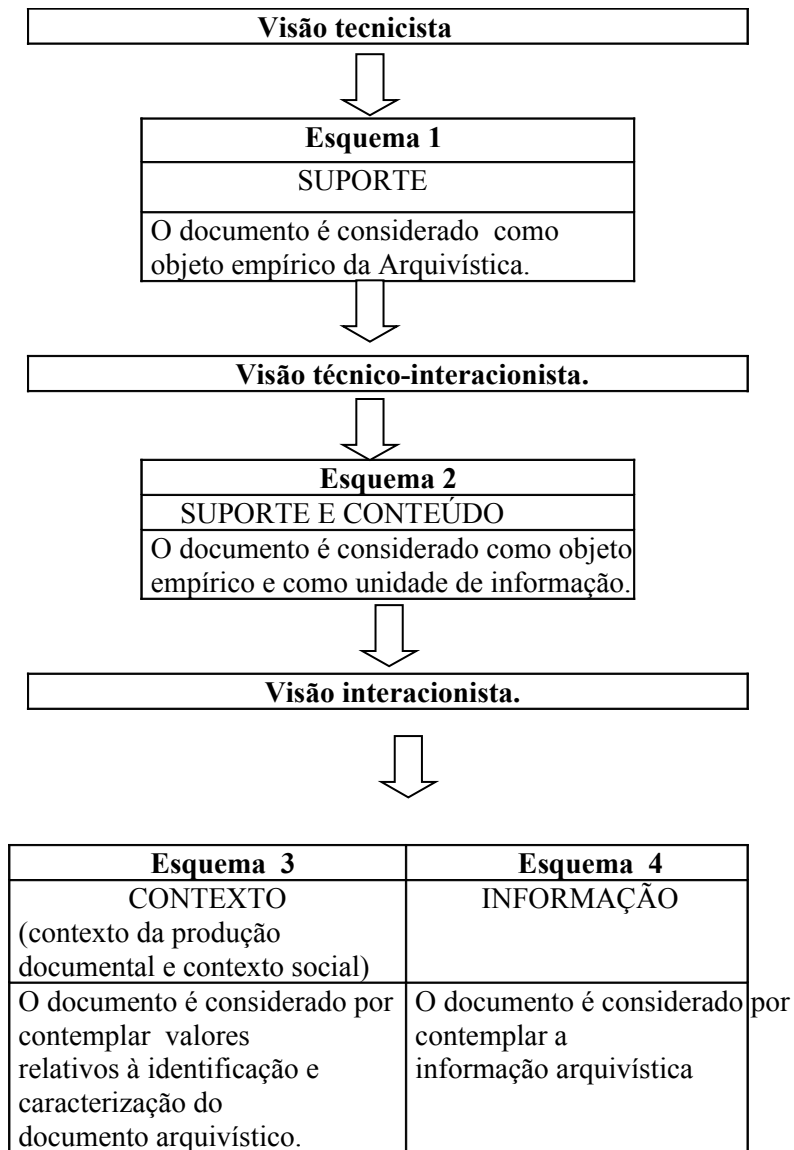 Visão tecnicista
Esquema 1
SUPORTE
O documento é considerado como
objeto empírico da Arquivística.
Visão técnico-interacionista.
Esquema 2
SUPORTE E CONTEÚDO
O documento é considerado como objeto
empírico e como unidade de informação.
Visão interacionista.
Esquema 3
CONTEXTO
(contexto da produção
documental e contexto social)
O documento é considerado por
contemplar valores
relativos à identificação e
caracterização do
documento arquivístico.
Esquema 4
INFORMAÇÃO
O documento é considerado por
contemplar a
informação arquivística